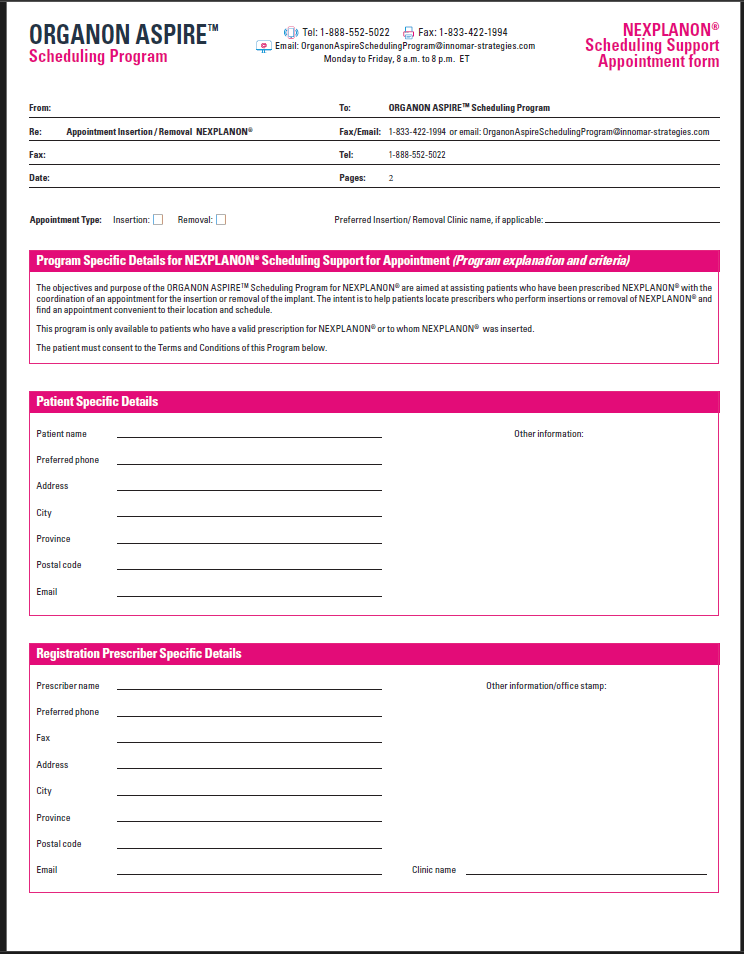 ORGANON ASPIRE™
Scheduling Program
Tel: 1-888-552-5022 Fax: 1-833-422-1994
Email: OrganonAspireSchedulingProgram@innomar-strategies.com
Monday to Friday, 8 a.m. to 8 p.m. ET
NEXPLANON®
Scheduling Support
Appointment form
From: To: ORGANON ASPIRE™ Scheduling Program
Re: Appointment Insertion / Removal NEXPLANON® Fax/Email: 1-833-422-1994 or email: OrganonAspireSchedulingProgram@innomar-strategies.com
Fax: Tel: 1-888-552-5022
Date: Pages: 2
Appointment Type: Insertion: Removal: Preferred Insertion/ Removal Clinic name, if applicable:
Program Specific Details for NEXPLANON® Scheduling Support for Appointment (Program explanation and criteria)
The objectives and purpose of the ORGANON ASPIRE™ Scheduling Program for NEXPLANON® are aimed at assisting patients who have been prescribed NEXPLANON® with the
coordination of an appointment for the insertion or removal of the implant. The intent is to help patients locate prescribers who perform insertions or removal of NEXPLANON® and
find an appointment convenient to their location and schedule.
This program is only available to patients who have a valid prescription for NEXPLANON® or to whom NEXPLANON® was inserted.
The patient must consent to the Terms and Conditions of this Program below.
Patient Specific Details
Patient name Other information:
Preferred phone
Address
City
Province
Postal code
Email
Registration Prescriber Specific Details
Prescriber name Other information/office stamp:
Preferred phone
Fax
Address
City
Province
Postal code
Email Clinic name